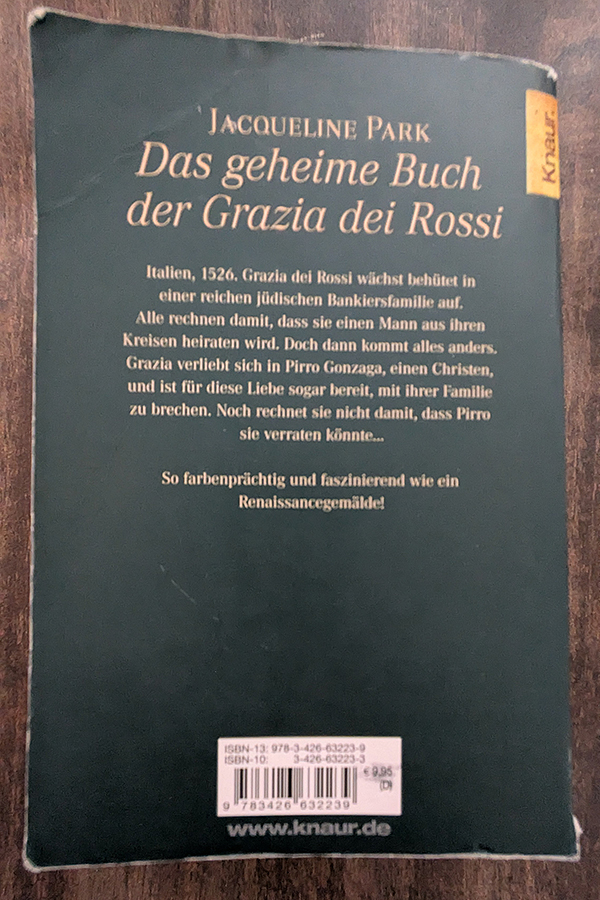 JACQUELINE PARK
Das geheime Buch
der Grazia dei Rossi
Knaur.
Italien, 1526. Grazia dei Rossi wächst behütet in
einer reichen jüdischen Bankiersfamilie auf.
Alle rechnen damit, dass sie einen Mann aus ihren
Kreisen heiraten wird. Doch dann kommt alles anders.
Grazia verliebt sich in Pirro Gonzaga, einen Christen,
und ist für diese Liebe sogar bereit, mit ihrer Familie
zu brechen. Noch rechnet sie nicht damit, dass Pirro
sie verraten könnte...
So farbenprächtig und faszinierend wie ein
Renaissancegemälde!
ISBN-13: 978-3-426-63223-9
ISBN-10: 3-426-63223-3
€ 9,95
(D)
9 783426 632239
www.knaur.de